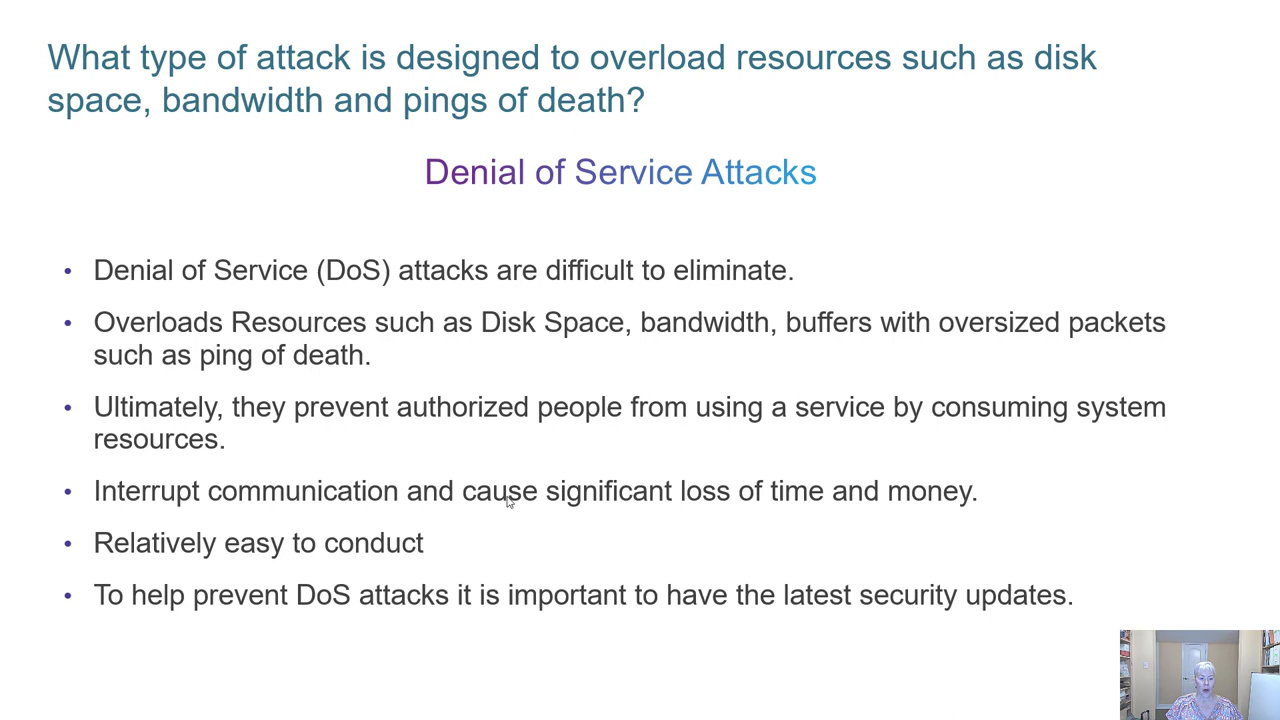 What type of attack is designed to overload resources such as disk
space, bandwidth and pings of death?
Denial of Service Attacks
• Denial of Service (DoS) attacks are difficult to eliminate.
• Overloads Resources such as Disk Space, bandwidth, buffers with oversized packets
such as ping of death.
• Ultimately, they prevent authorized people from using a service by consuming system
resources.
• Interrupt communication and cause significant loss of time and money.
• Relatively easy to conduct
• To help prevent DoS attacks it is important to have the latest security updates.